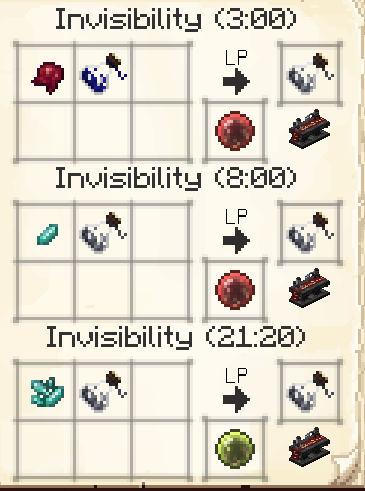 Invisibility (3:00)
LP
Invisibility (8:00)
LP
Invisibility (21:20)
LP